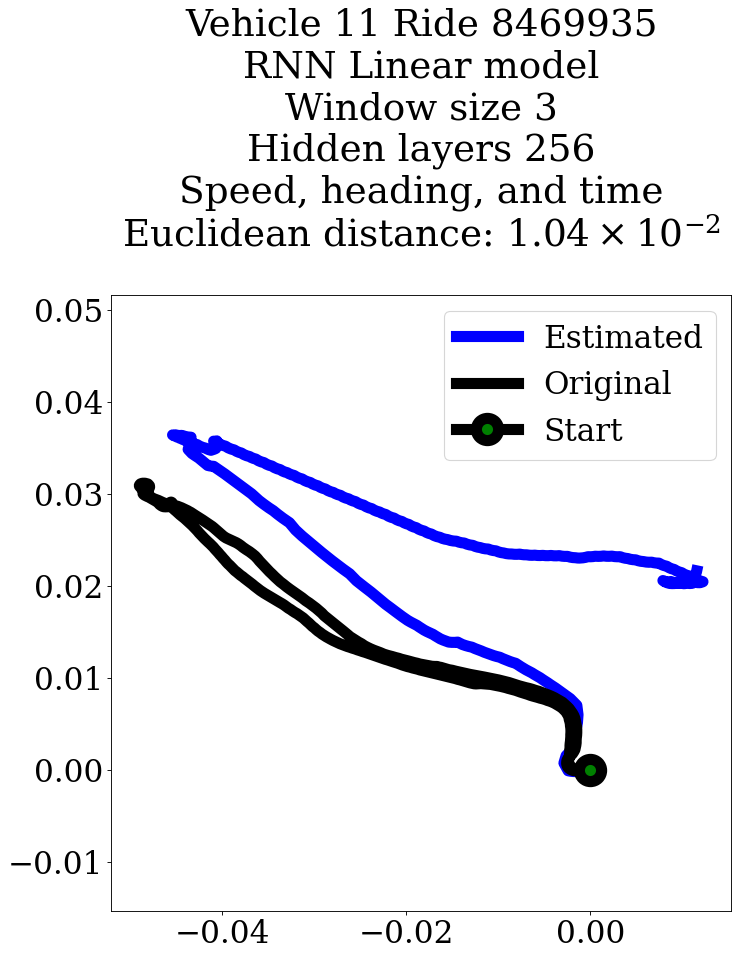 Vehicle 11 Ride 8469935
RNN Linear model
Window size 3
Hidden layers 256
Speed, heading, and time
Euclidean distance: 1.04 × 10⁻²
Estimated
Original
Start
0.05
0.04
0.03
0.02
0.01
0.00
−0.01
−0.04
−0.02
0.00